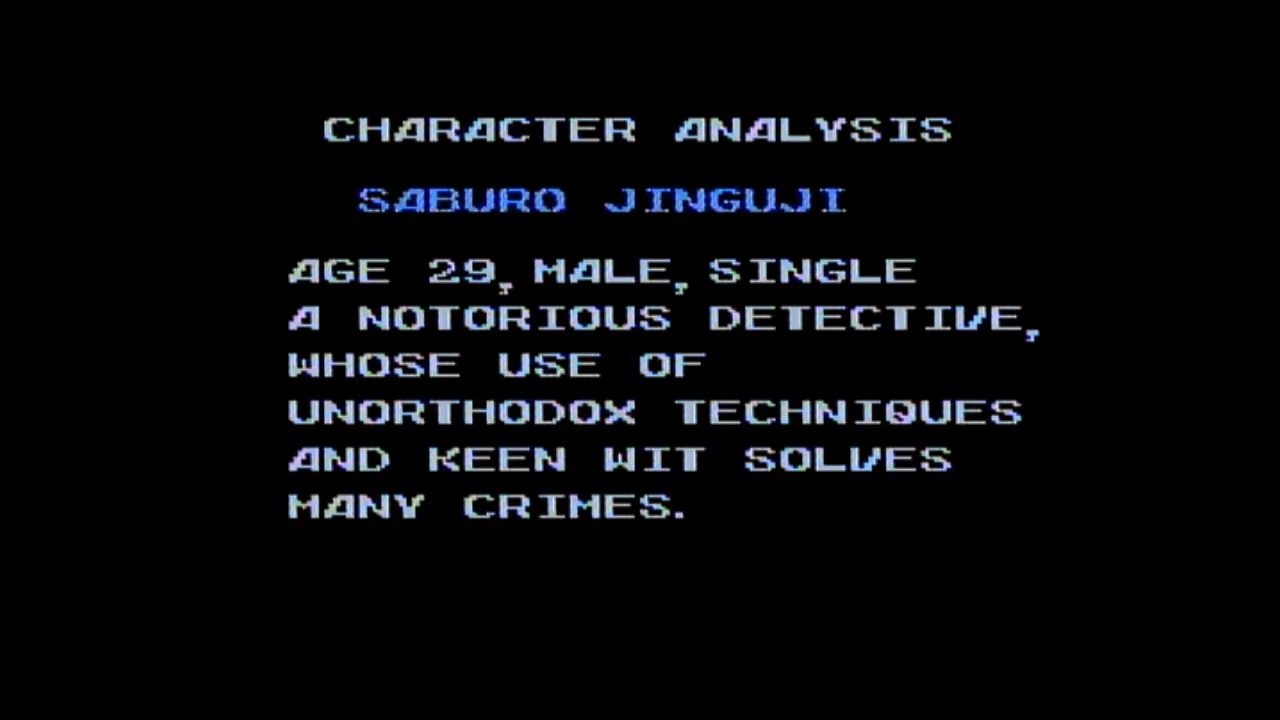 CHARACTER ANALYSIS
SABURO JINGUJI
AGE 29, MALE, SINGLE
A NOTORIOUS DETECTIVE,
WHOSE USE OF
UNORTHODOX TECHNIQUES
AND KEEN WIT SOLVES
MANY CRIMES.